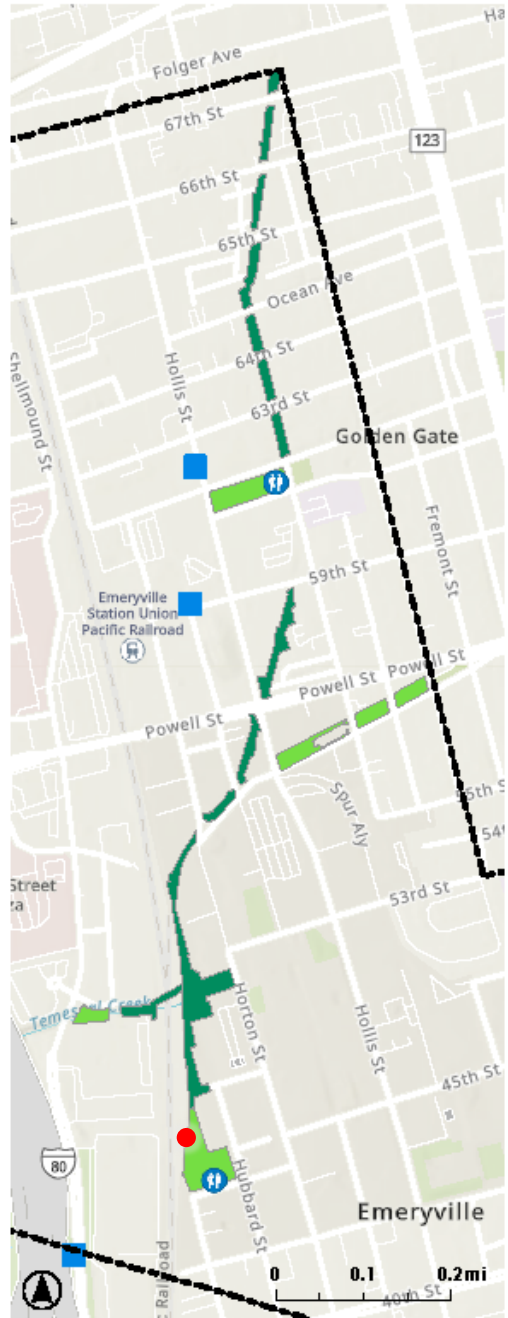 Ha
Folger Ave
67th St
123
66th St
65th St
Ocean Ave
Shellmound St
Hollis St
64th St
63rd St
Golden Gate
Fremont St
59th St
Emeryville
Station Union
Pacific Railroad
Powell St
Powell St
Powell St
Spur Aly
55th S
54t
53rd St
Street
za
Temescal Creek
Horton St
Hollis St
45th St
80
Hubbard St
Emeryville
Railroad
0 0.1 0.2mi
40th St